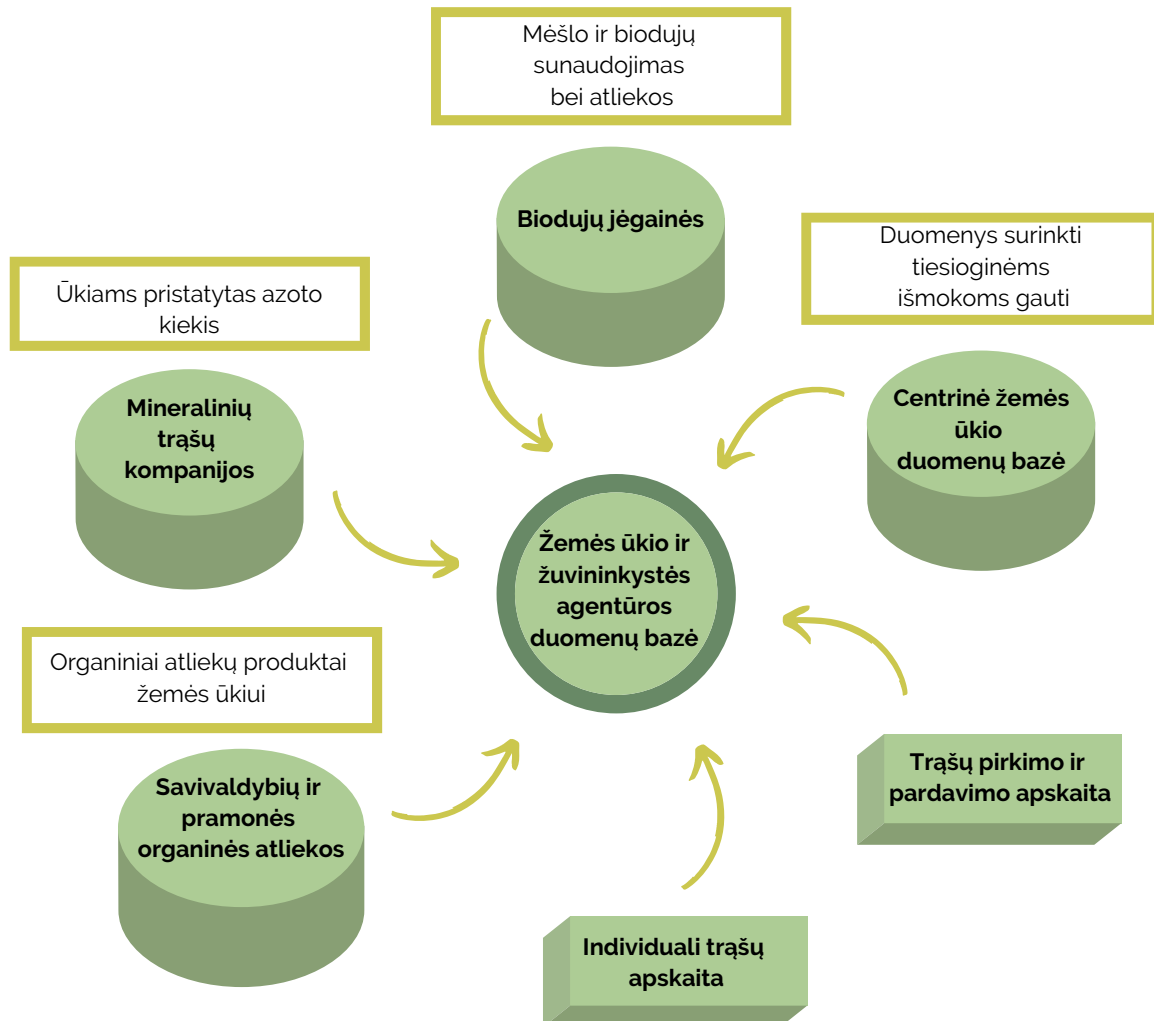 Mėšlo ir biodujų
sunaudojimas
bei atliekos
Biodujų jėgainės
Duomenys surinkti
tiesioginėms
išmokoms gauti
Ūkiams pristatytas azoto
kiekis
Mineralinių
trąšų
kompanijos
Centrinė žemės
ūkio
duomenų bazė
Žemės ūkio ir
žuvininkystės
agentūros
duomenų bazė
Organiniai atliekų produktai
žemės ūkiui
Savivaldybių ir
pramonės
organinės atliekos
Trąšų pirkimo ir
pardavimo apskaita
Individuali trąšų
apskaita